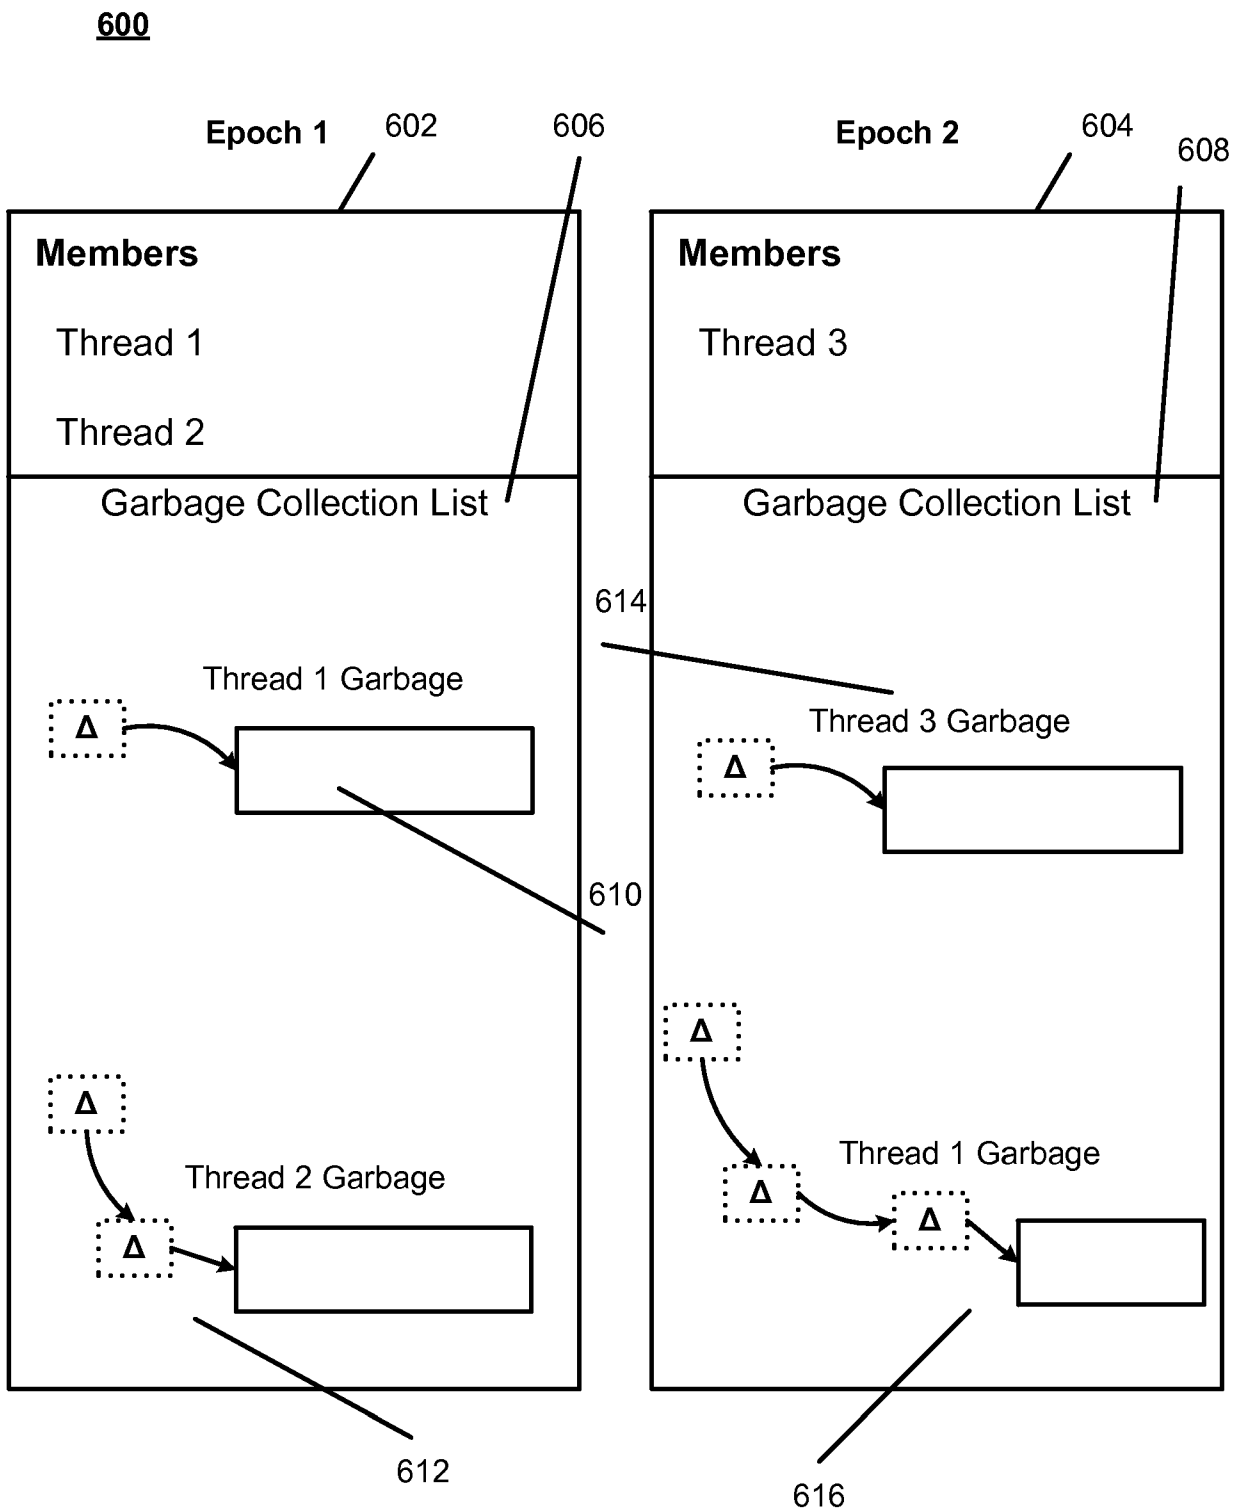 600
Epoch 1
602
606
Epoch 2
604
608
Members
Thread 1
Thread 2
Garbage Collection List
Members
Thread 3
Garbage Collection List
614
Thread 1 Garbage
Δ
Thread 3 Garbage
Δ
610
Δ
Thread 2 Garbage
Δ
Δ
Thread 1 Garbage
Δ
Δ
612
616